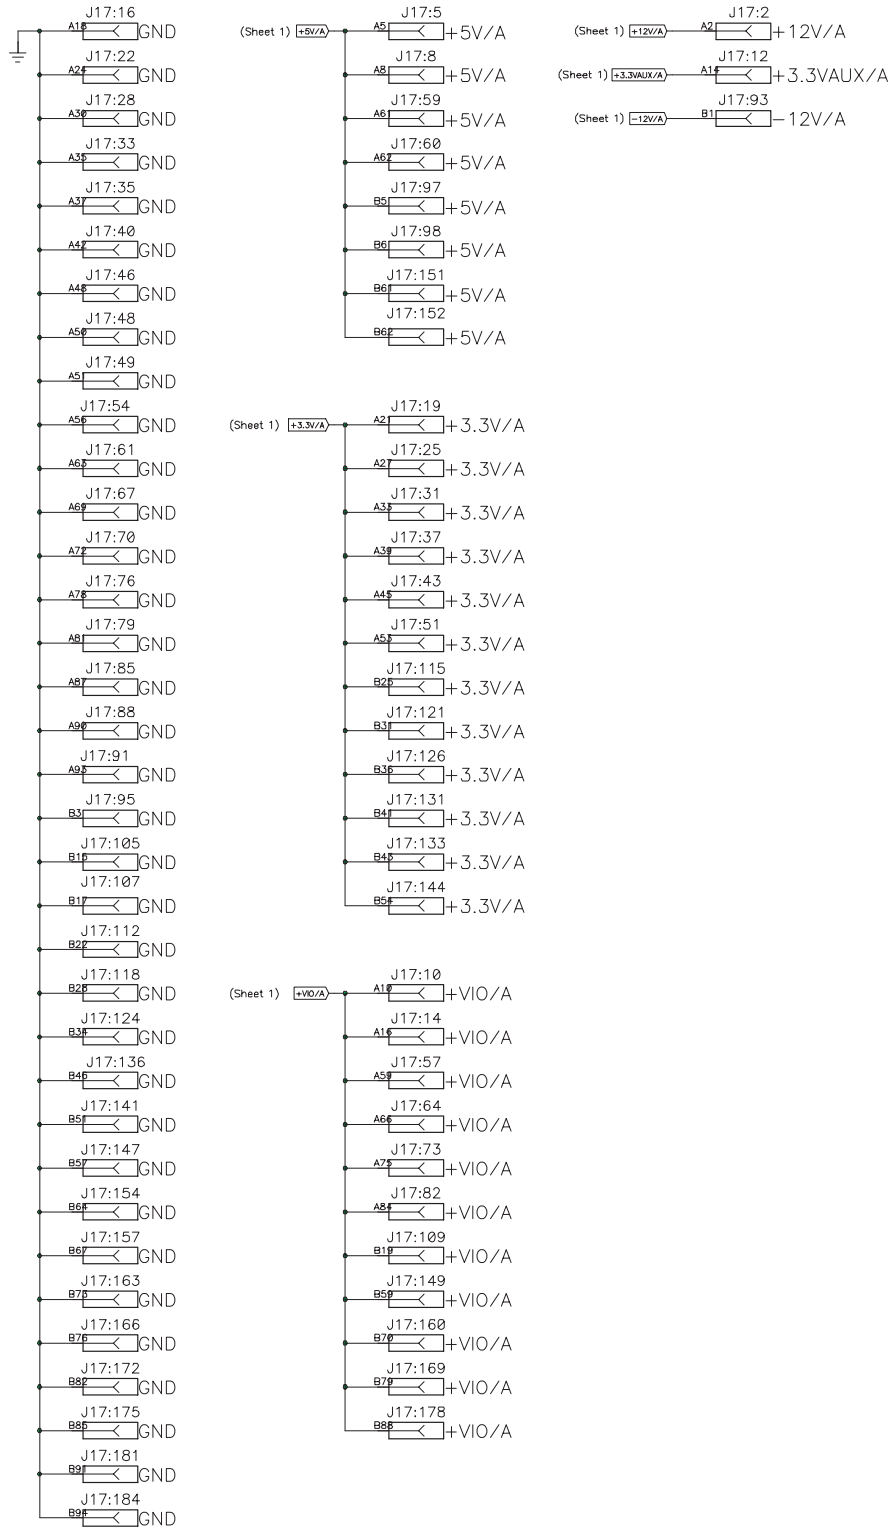 J17:16
A18 GND
J17:22
A24 GND
J17:28
A30 GND
J17:33
A35 GND
J17:35
A37 GND
J17:40
A42 GND
J17:46
A48 GND
J17:48
A50 GND
J17:49
A51 GND
J17:54
A56 GND
J17:61
A63 GND
J17:67
A69 GND
J17:70
A72 GND
J17:76
A78 GND
J17:79
A81 GND
J17:85
A87 GND
J17:88
A90 GND
J17:91
A93 GND
J17:95
B3 GND
J17:105
B15 GND
J17:107
B17 GND
J17:112
B22 GND
J17:118
B28 GND
J17:124
B34 GND
J17:136
B46 GND
J17:141
B51 GND
J17:147
B57 GND
J17:154
B64 GND
J17:157
B67 GND
J17:163
B73 GND
J17:166
B76 GND
J17:172
B82 GND
J17:175
B85 GND
J17:181
B91 GND
J17:184
B94 GND
J17:5
(Sheet 1) +5V/A A5 +5V/A
J17:8
A8 +5V/A
J17:59
A61 +5V/A
J17:60
A62 +5V/A
J17:97
B5 +5V/A
J17:98
B6 +5V/A
J17:151
B61 +5V/A
J17:152
B62 +5V/A
J17:19
(Sheet 1) +3.3V/A A21 +3.3V/A
J17:25
A27 +3.3V/A
J17:31
A33 +3.3V/A
J17:37
A39 +3.3V/A
J17:43
A45 +3.3V/A
J17:51
A53 +3.3V/A
J17:115
B25 +3.3V/A
J17:121
B31 +3.3V/A
J17:126
B36 +3.3V/A
J17:131
B41 +3.3V/A
J17:133
B43 +3.3V/A
J17:144
B54 +3.3V/A
J17:10
(Sheet 1) +VIO/A A10 +VIO/A
J17:14
A16 +VIO/A
J17:57
A59 +VIO/A
J17:64
A66 +VIO/A
J17:73
A75 +VIO/A
J17:82
A84 +VIO/A
J17:109
B19 +VIO/A
J17:149
B59 +VIO/A
J17:160
B70 +VIO/A
J17:169
B79 +VIO/A
J17:178
B88 +VIO/A
J17:2
(Sheet 1) +12V/A A2 +12V/A
J17:12
(Sheet 1) +3.3VAUX/A A14 +3.3VAUX/A
J17:93
(Sheet 1) -12V/A B1 -12V/A